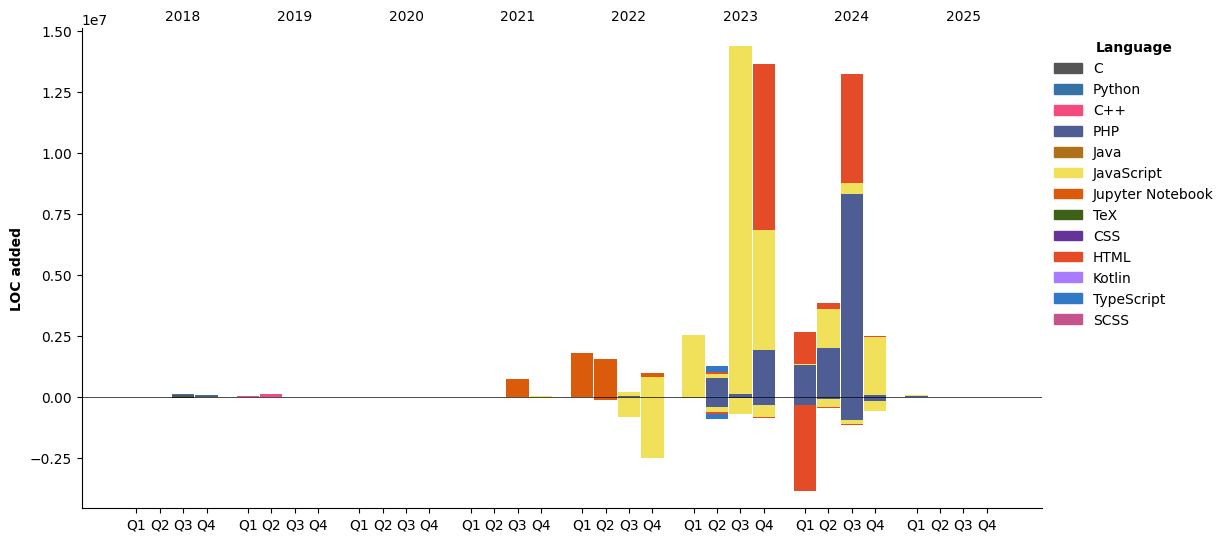 2018 2019 2020 2021 2022 2023 2024 2025
1e7
1.50
1.25
1.00
0.75
0.50
0.25
0.00
−0.25
LOC added
Q1 Q2 Q3 Q4 Q1 Q2 Q3 Q4 Q1 Q2 Q3 Q4 Q1 Q2 Q3 Q4 Q1 Q2 Q3 Q4 Q1 Q2 Q3 Q4 Q1 Q2 Q3 Q4 Q1 Q2 Q3 Q4
Language
C
Python
C++
PHP
Java
JavaScript
Jupyter Notebook
TeX
CSS
HTML
Kotlin
TypeScript
SCSS